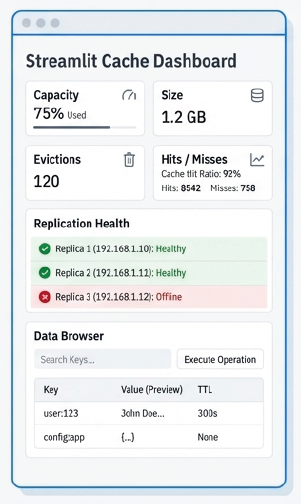 Streamlit Cache Dashboard
Capacity
75% Used
Size
1.2 GB
Evictions
120
Hits / Misses
Cache tlit Ratio: 92%
Hits: 8542 Misses: 758
Replication Health
Replica 1 (192.168.1.10): Healthy
Replica 2 (192.168.1.11): Healthy
Replica 3 (192.168.1.12): Offline
Data Browser
Search Keys...
Execute Operation
Key Value (Preview) TTL
user:123 John Doe... 300s
config:app {...} None